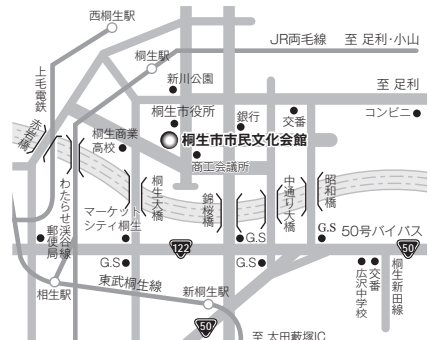 西桐生駅
JR両毛線 至 足利・小山
桐生駅
上毛電鉄
新川公園
至 足利
赤岩橋
桐生市役所
銀行
交番
コンビニ
桐生商業
高校
桐生市市民文化会館
商工会議所
わたらせ渓谷線
桐生大橋
錦桜橋
中通り大橋
昭和橋
マーケット
シティ桐生
郵便局
G.S
G.S
50号バイパス
122
50
G.S
G.S
広沢中学校
交番
桐生新田線
相生駅
東武桐生線
新桐生駅
50
至 太田藪塚IC